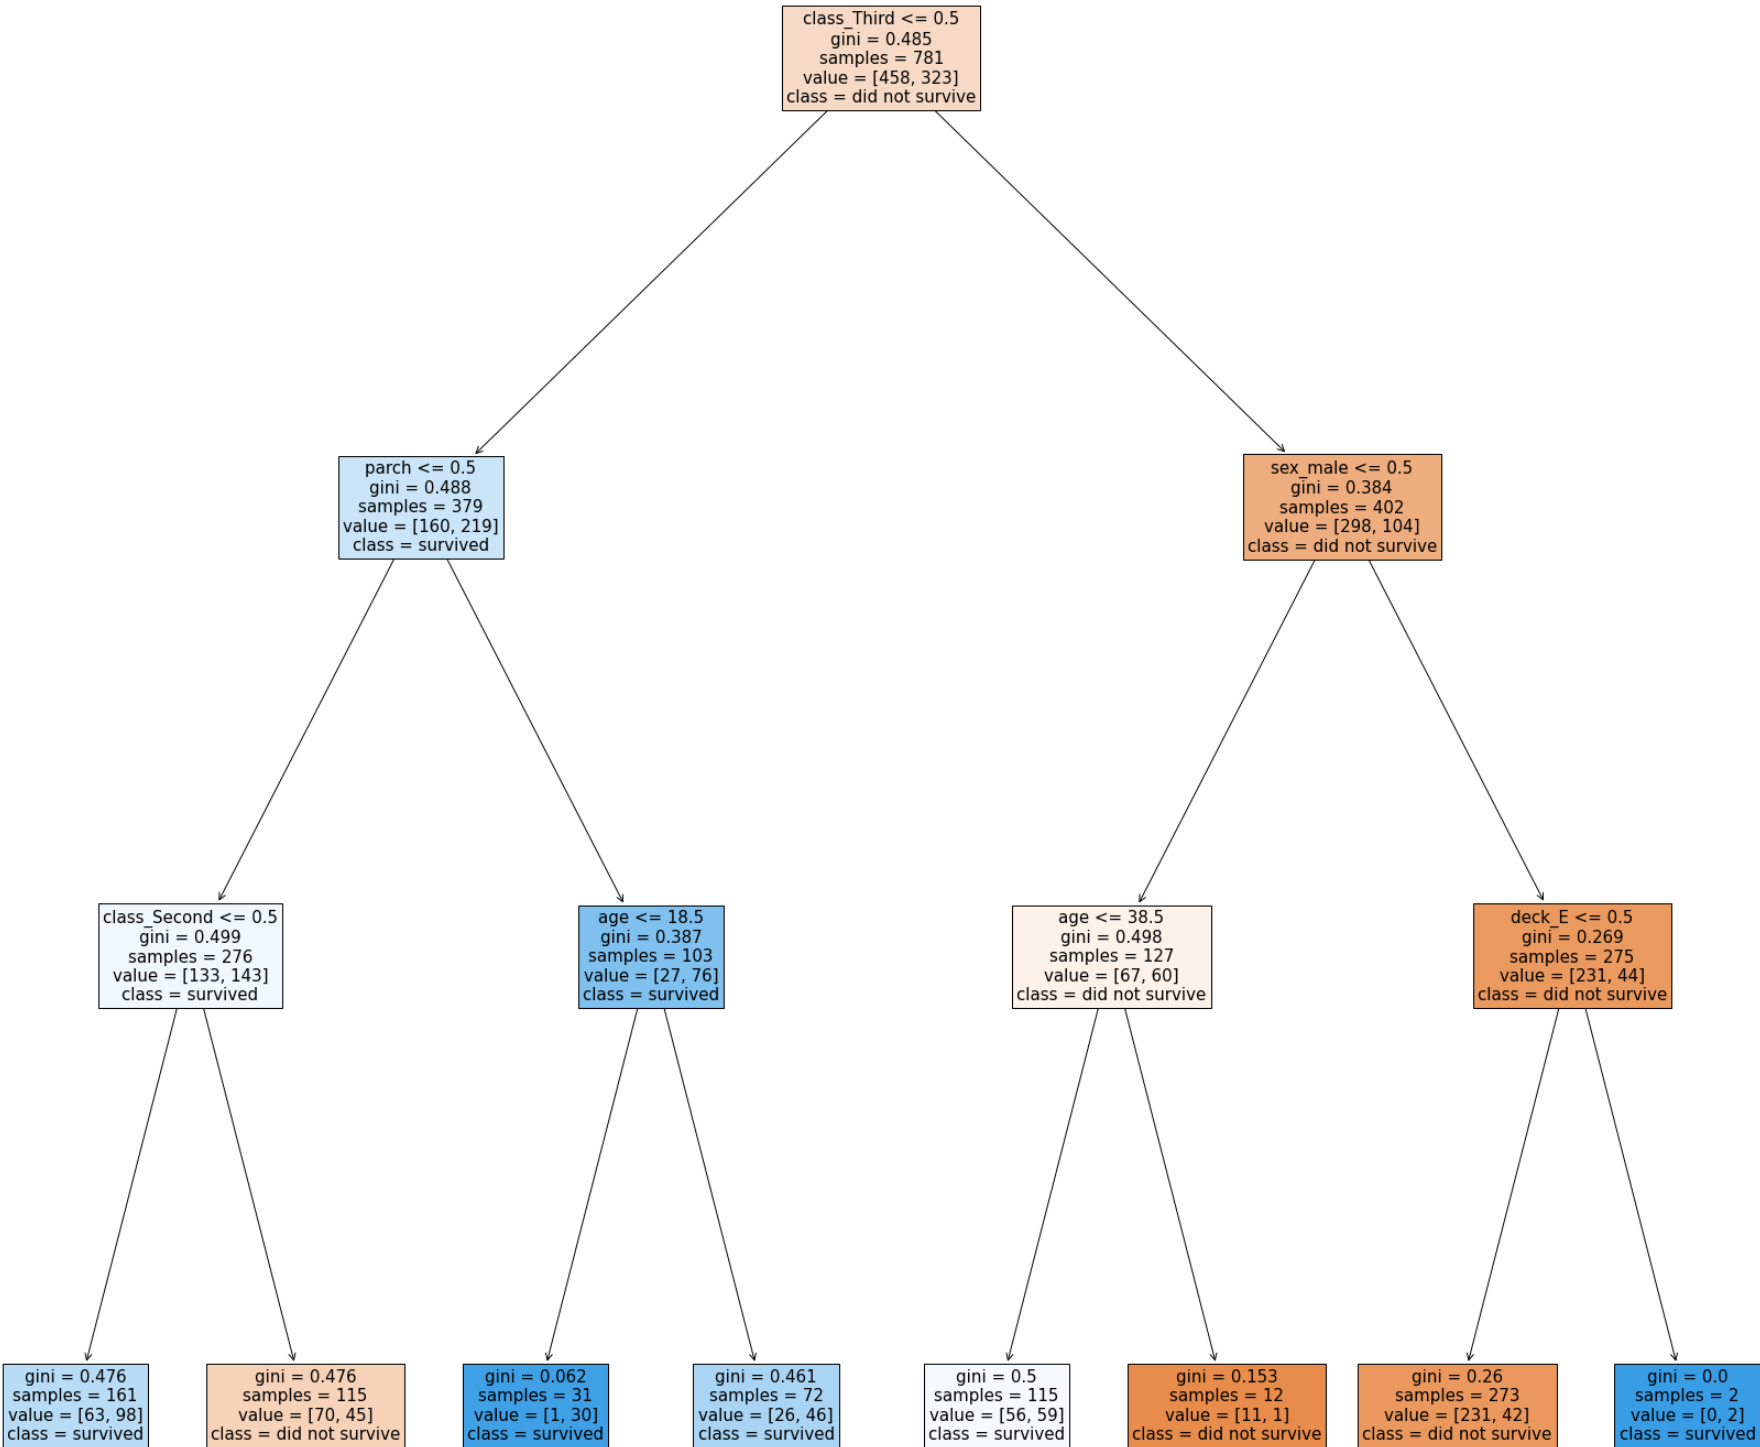 class_Third <= 0.5
gini = 0.485
samples = 781
value = [458, 323]
class = did not survive
parch <= 0.5
gini = 0.488
samples = 379
value = [160, 219]
class = survived
sex_male <= 0.5
gini = 0.384
samples = 402
value = [298, 104]
class = did not survive
class_Second <= 0.5
gini = 0.499
samples = 276
value = [133, 143]
class = survived
age <= 18.5
gini = 0.387
samples = 103
value = [27, 76]
class = survived
age <= 38.5
gini = 0.498
samples = 127
value = [67, 60]
class = did not survive
deck_E <= 0.5
gini = 0.269
samples = 275
value = [231, 44]
class = did not survive
gini = 0.476
samples = 161
value = [63, 98]
class = survived
gini = 0.476
samples = 115
value = [70, 45]
class = did not survive
gini = 0.062
samples = 31
value = [1, 30]
class = survived
gini = 0.461
samples = 72
value = [26, 46]
class = survived
gini = 0.5
samples = 115
value = [56, 59]
class = survived
gini = 0.153
samples = 12
value = [11, 1]
class = did not survive
gini = 0.26
samples = 273
value = [231, 42]
class = did not survive
gini = 0.0
samples = 2
value = [0, 2]
class = survived